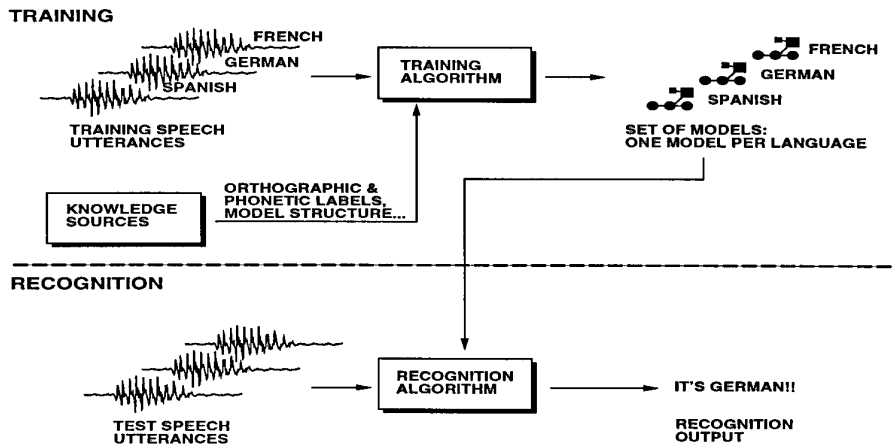 TRAINING
FRENCH
GERMAN
SPANISH
TRAINING SPEECH
UTTERANCES
TRAINING
ALGORITHM
FRENCH
GERMAN
SPANISH
SET OF MODELS:
ONE MODEL PER LANGUAGE
KNOWLEDGE
SOURCES
ORTHOGRAPHIC &
PHONETIC LABELS,
MODEL STRUCTURE...
RECOGNITION
TEST SPEECH
UTTERANCES
RECOGNITION
ALGORITHM
IT'S GERMAN!!
RECOGNITION
OUTPUT